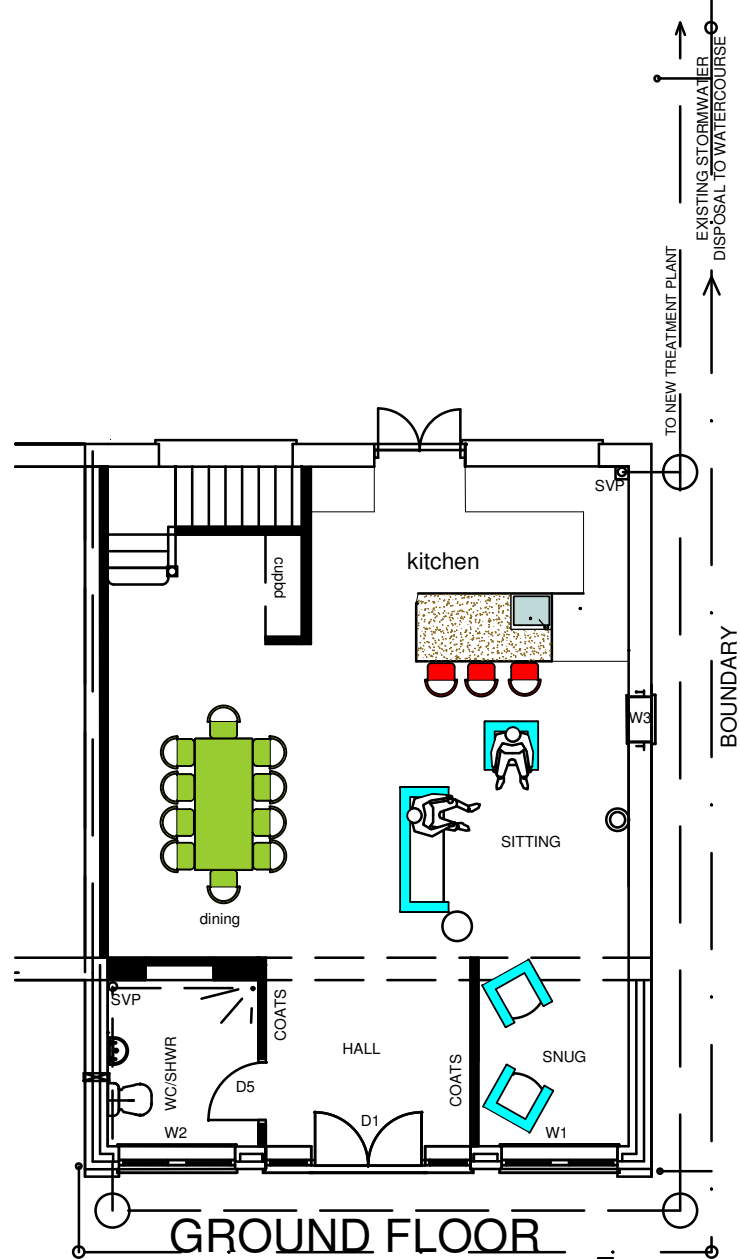 EXISTING STORMWATER
DISPOSAL TO WATERCOURSE
TO NEW TREATMENT PLANT
SVP
kitchen
cuppd
BOUNDARY
W3
SITTING
dining
SVP
COATS
HALL
SNUG
WC/SHWR
COATS
D5
D1
W2
W1
GROUND FLOOR